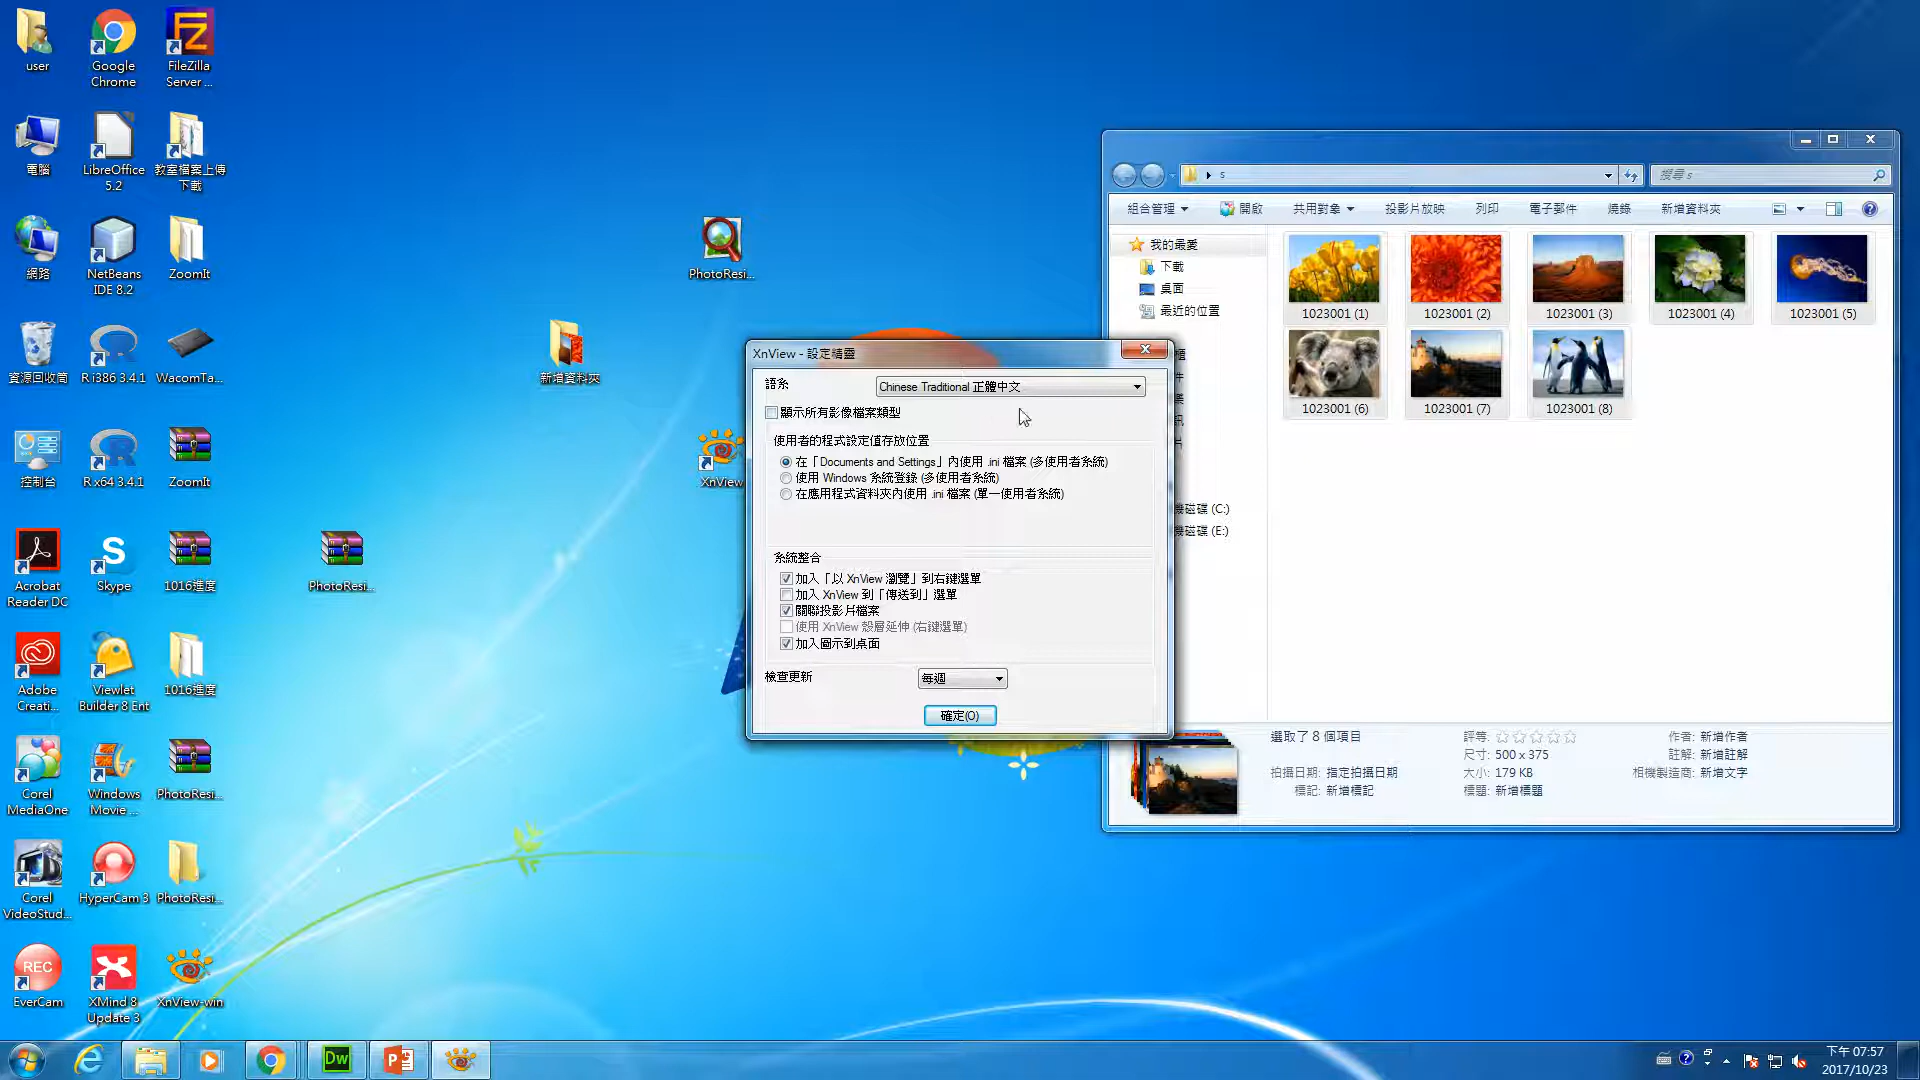 user
Google
Chrome
FileZilla
Server ...
電腦
LibreOffice
5.2
教室檔案上傳
下載
網路
NetBeans
IDE 8.2
ZoomIt
資源回收筒
R i386 3.4.1
WacomTa...
控制台
R x64 3.4.1
ZoomIt
Acrobat
Reader DC
Skype
1016進度
Adobe
Creati...
Viewlet
Builder 8 Ent
1016進度
Corel
MediaOne
Windows
Movie ...
PhotoResi...
Corel
VideoStud...
HyperCam 3
PhotoResi...
REC
EverCam
XMind 8
Update 3
XnView-win
PhotoResi...
新增資料夾
XnView
PhotoResi...
XnView - 設定精靈
語系
Chinese Traditional 正體中文
顯示所有影像檔案類型
使用者的程式設定值存放位置
在「Documents and Settings」內使用 .ini 檔案 (多使用者系統)
使用 Windows 系統登錄 (多使用者系統)
在應用程式資料夾內使用 .ini 檔案 (單一使用者系統)
系統整合
加入「以 XnView 瀏覽」到右鍵選單
加入 XnView 到「傳送到」選單
關聯投影片檔案
使用 XnView 殼層延伸 (右鍵選單)
加入圖示到桌面
檢查更新
每週
確定(O)
s
搜尋 s
組合管理
開啟
共用對象
投影片放映
列印
電子郵件
燒錄
新增資料夾
我的最愛
下載
桌面
最近的位置
磁碟 (C:)
磁碟 (E:)
1023001 (1)
1023001 (2)
1023001 (3)
1023001 (4)
1023001 (5)
1023001 (6)
1023001 (7)
1023001 (8)
選取了 8 個項目
拍攝日期: 指定拍攝日期
標記: 新增標記
評等:
尺寸: 500 x 375
大小: 179 KB
標題: 新增標題
作者: 新增作者
註解: 新增註解
相機製造商: 新增文字
Dw
下午 07:57
2017/10/23